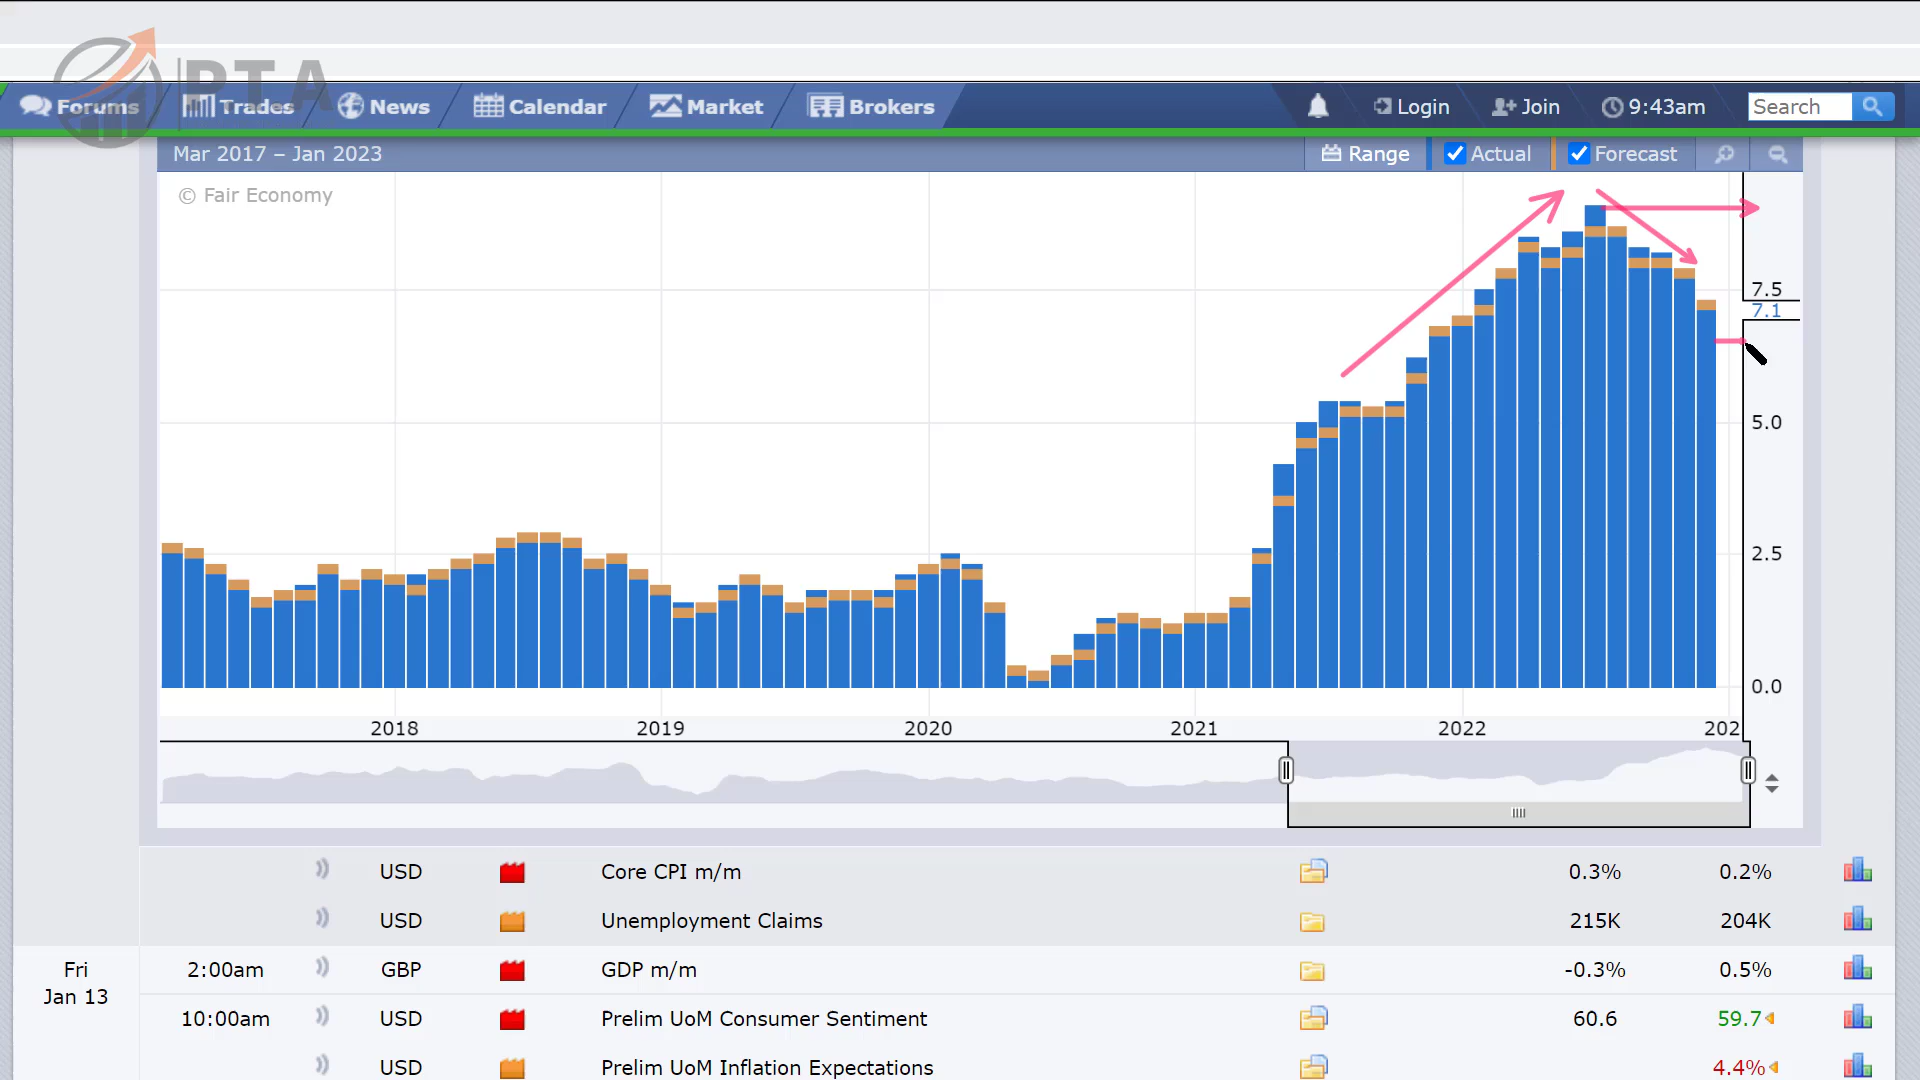 PTA
Forums Trades News Calendar Market Brokers Login Join 9:43am Search
Mar 2017 – Jan 2023 Range Actual Forecast
© Fair Economy
7.5
7.1
5.0
2.5
0.0
2018 2019 2020 2021 2022 202
USD Core CPI m/m 0.3% 0.2%
USD Unemployment Claims 215K 204K
Fri 2:00am GBP GDP m/m -0.3% 0.5%
Jan 13
10:00am USD Prelim UoM Consumer Sentiment 60.6 59.7
USD Prelim UoM Inflation Expectations 4.4%